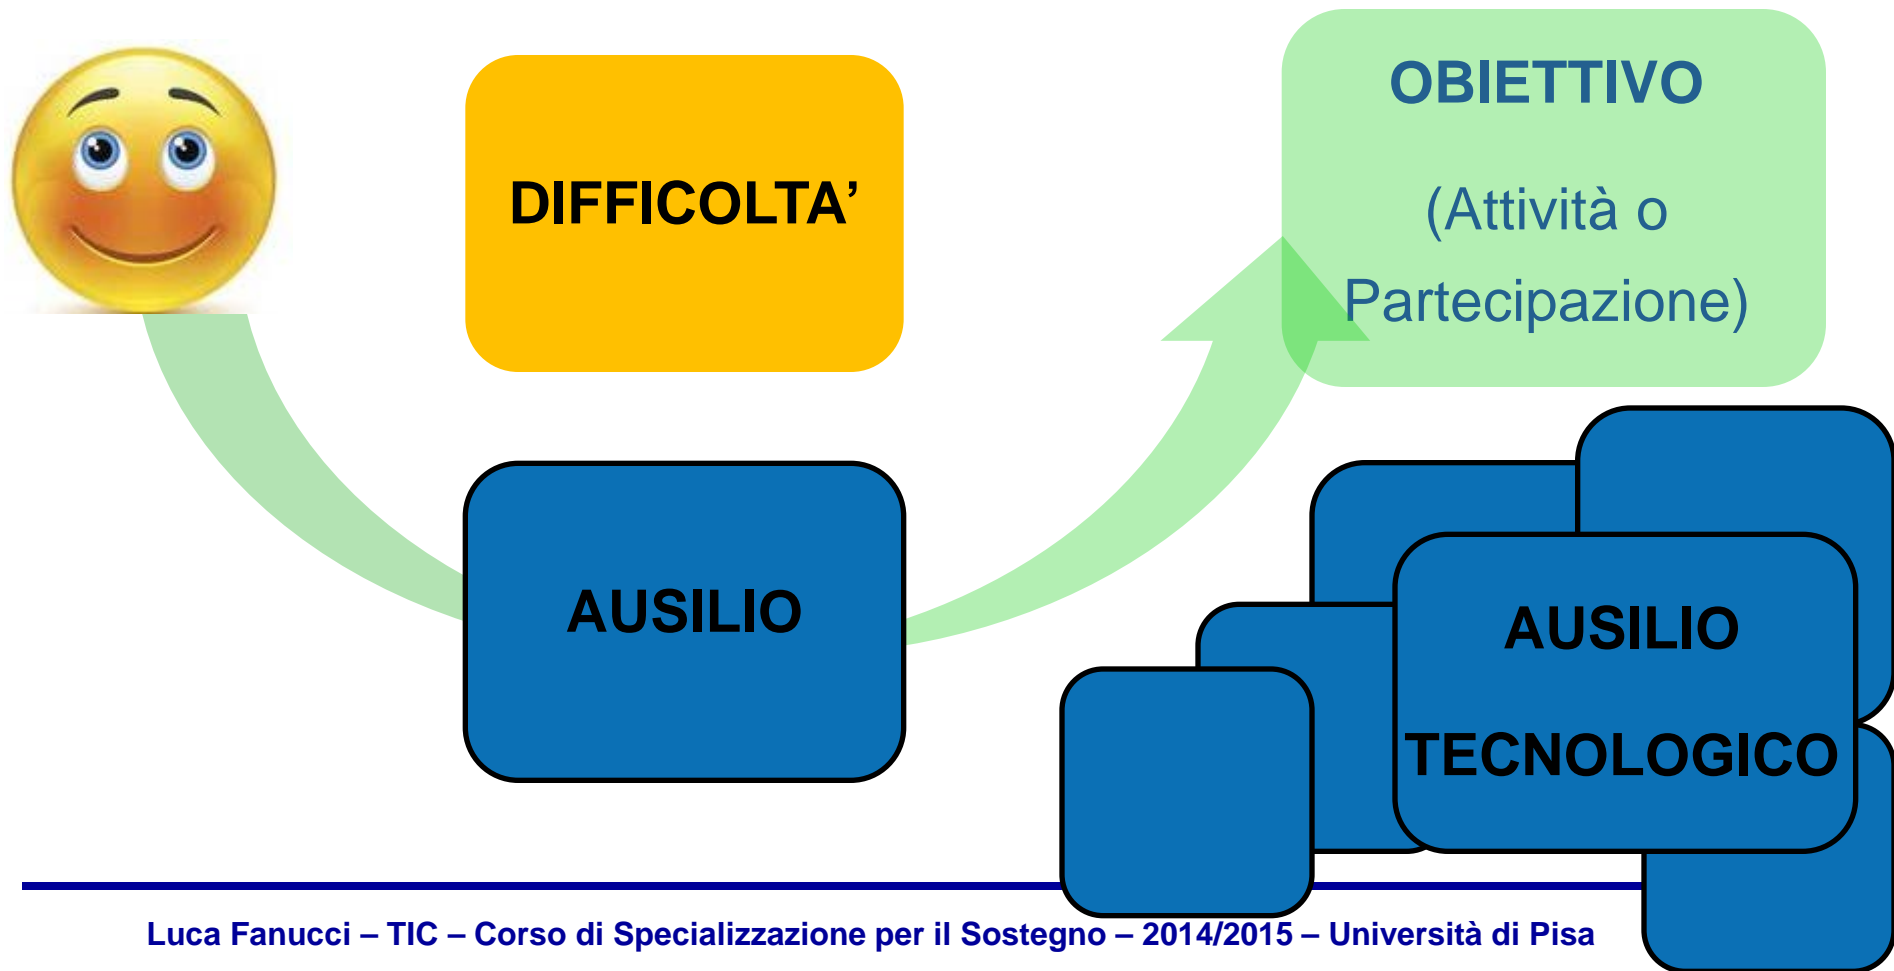 DIFFICOLTA’
OBIETTIVO
(Attività o
Partecipazione)
AUSILIO
AUSILIO
TECNOLOGICO
Luca Fanucci – TIC – Corso di Specializzazione per il Sostegno – 2014/2015 – Università di Pisa